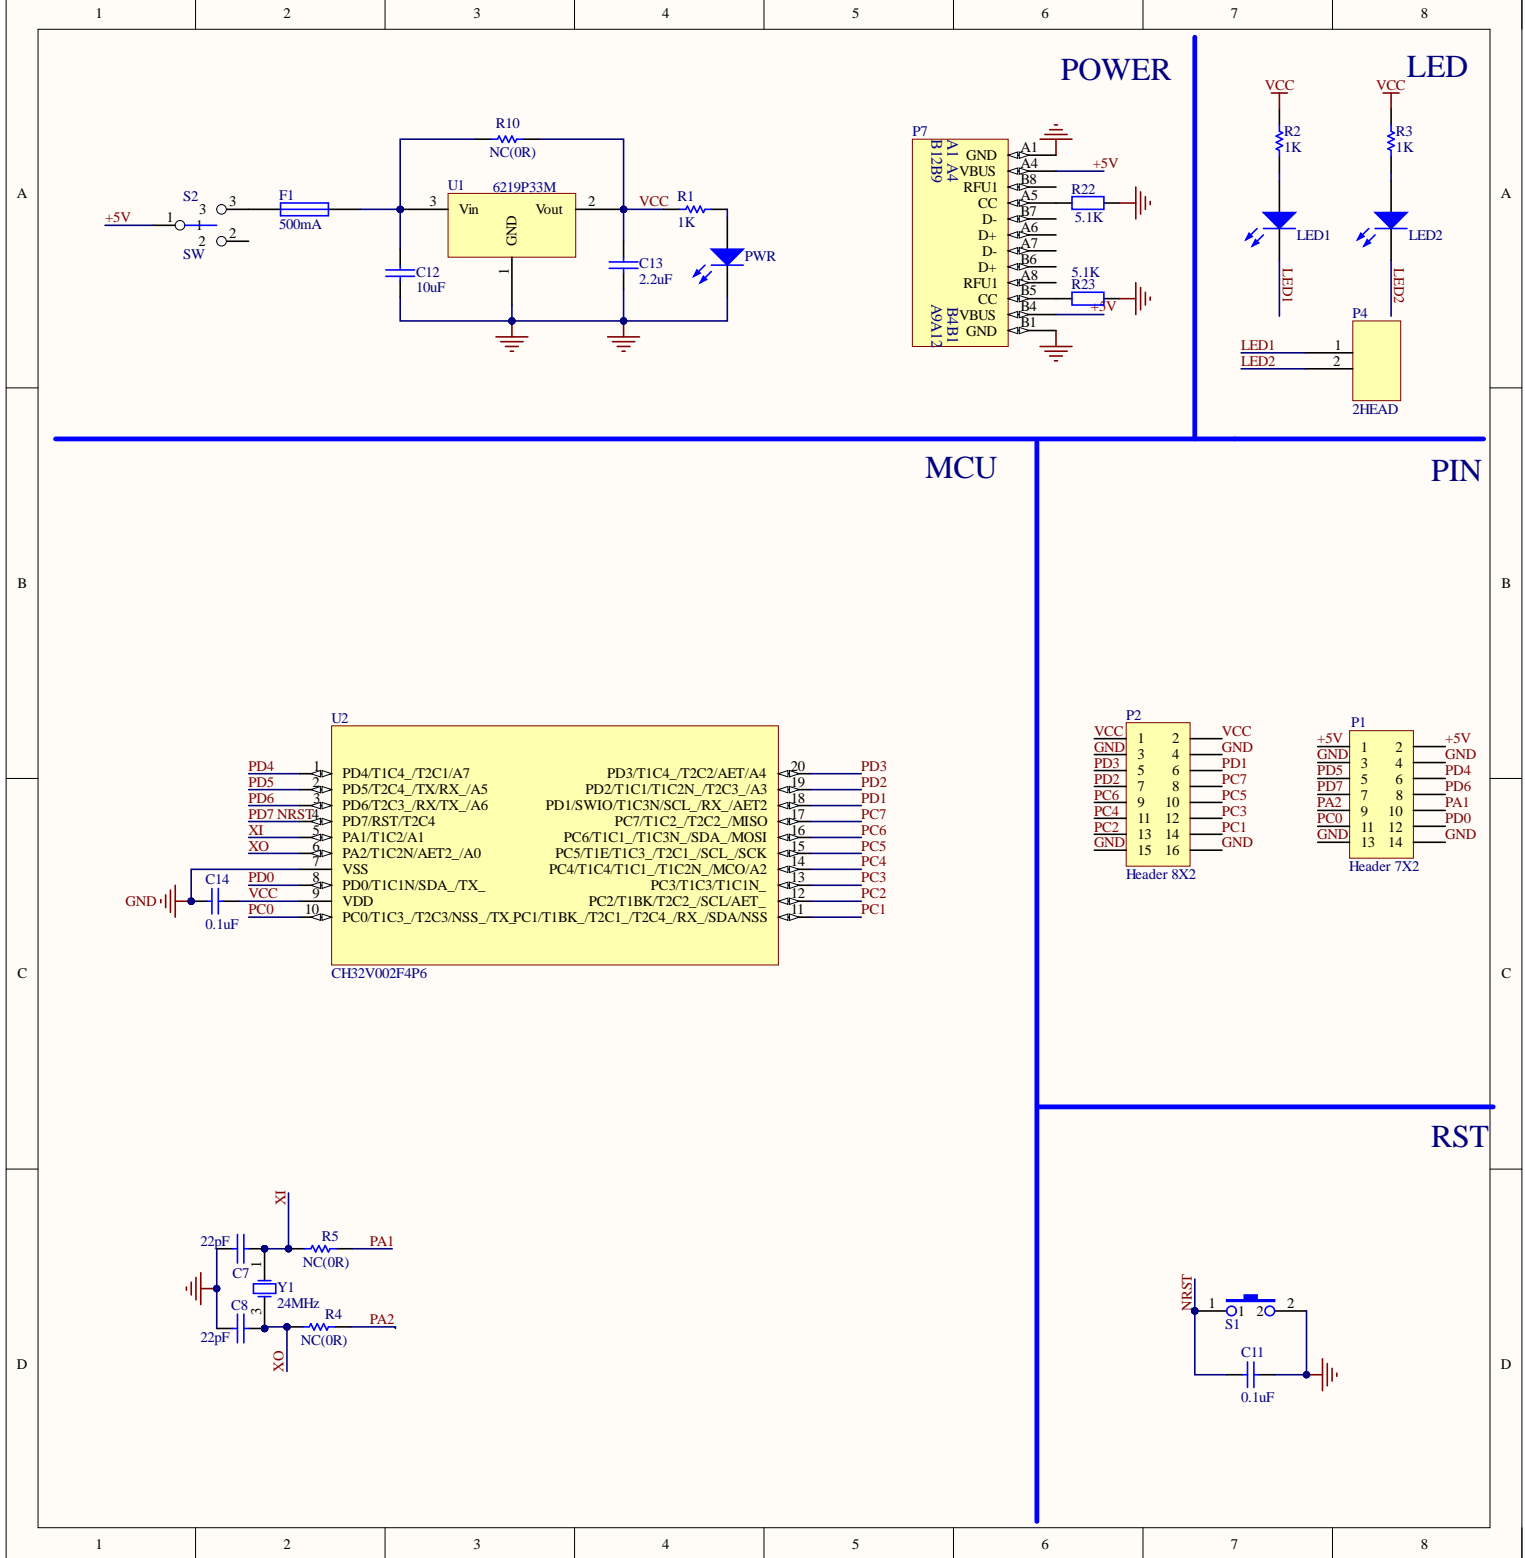 1 2 3 4 5 6 7 8
A
B
C
D
A
B
C
D
1 2 3 4 5 6 7 8
POWER
+5V
S2
1
3
3
1
2
2
SW
F1
500mA
R10
NC(0R)
U1
6219P33M
3
Vin
Vout
2
GND
1
C12
10uF
VCC
R1
1K
C13
2.2uF
PWR
P7
A1 A4
B12B9
B4B1
A9A12
GND A1
VBUS A4 +5V
RFU1 B8
CC A5 R22
5.1K
D- B7
D+ A6
D- A7
D+ B6
RFU1 A8 5.1K
CC B5 R23
VBUS B4 +5V
GND B1
LED
VCC
VCC
R2
1K
R3
1K
LED1
LED2
LED1
LED2
P4
LED1 1
LED2 2
2HEAD
MCU
U2
PD4 1 PD4/T1C4_/T2C1/A7
PD5 2 PD5/T2C4_/TX/RX_/A5
PD6 3 PD6/T2C3_/RX/TX_/A6
PD7 NRST 4 PD7/RST/T2C4
XI 5 PA1/T1C2/A1
XO 6 PA2/T1C2N/AET2_/A0
7 VSS
PD0 8 PD0/T1C1N/SDA_/TX_
VCC 9 VDD
PC0 10 PC0/T1C3_/T2C3/NSS_/TX_
PD3/T1C4_/T2C2/AET/A4 20 PD3
PD2/T1C1/T1C2N_/T2C3_/A3 19 PD2
PD1/SWIO/T1C3N/SCL_/RX_/AET2 18 PD1
PC7/T1C2_/T2C2_/MISO 17 PC7
PC6/T1C1_/T1C3N_/SDA_/MOSI 16 PC6
PC5/T1E/T1C3_/T2C1_/SCL_/SCK 15 PC5
PC4/T1C4/T1C1_/T1C2N_/MCO/A2 14 PC4
PC3/T1C3/T1C1N_ 13 PC3
PC2/T1BK/T2C2_/SCL/AET_ 12 PC2
PC1/T1BK_/T2C1_/T2C4_/RX_/SDA/NSS 11 PC1
CH32V002F4P6
GND
C14
0.1uF
XI
22pF
C7
R5
NC(0R)
PA1
1
Y1
24MHz
3
C8
22pF
R4
NC(0R)
PA2
XO
PIN
P2
VCC 1 2 VCC
GND 3 4 GND
PD3 5 6 PD1
PD2 7 8 PC7
PC6 9 10 PC5
PC4 11 12 PC3
PC2 13 14 PC1
GND 15 16 GND
Header 8X2
P1
+5V 1 2 +5V
GND 3 4 GND
PD5 5 6 PD4
PD7 7 8 PD6
PA2 9 10 PA1
PC0 11 12 PD0
GND 13 14 GND
Header 7X2
RST
NRST
1
1
2
2
S1
C11
0.1uF